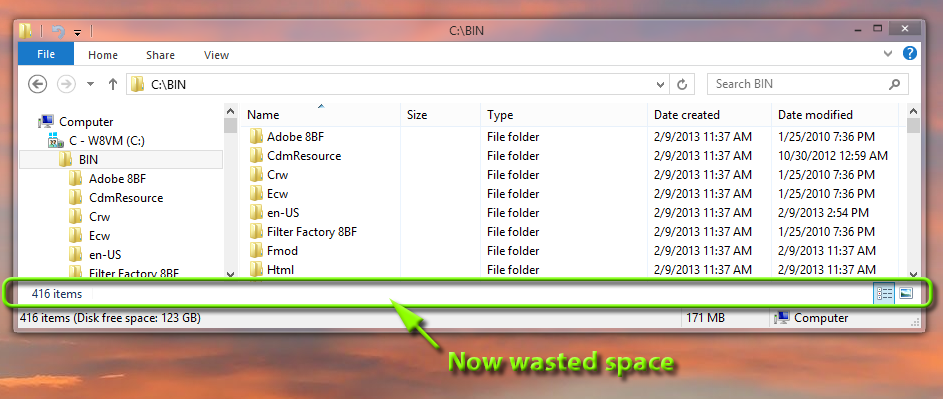 C:\BIN
File Home Share View
C:\BIN Search BIN
Name Size Type Date created Date modified
Computer
C - W8VM (C:)
BIN
Adobe 8BF
CdmResource
Crw
Ecw
en-US
Filter Factory 8BF
Adobe 8BF File folder 2/9/2013 11:37 AM 1/25/2010 7:36 PM
CdmResource File folder 2/9/2013 11:37 AM 10/30/2012 12:59 AM
Crw File folder 2/9/2013 11:37 AM 1/25/2010 7:36 PM
Ecw File folder 2/9/2013 11:37 AM 1/25/2010 7:36 PM
en-US File folder 2/9/2013 11:37 AM 2/9/2013 2:54 PM
Filter Factory 8BF File folder 2/9/2013 11:37 AM 1/25/2010 7:36 PM
Fmod File folder 2/9/2013 11:37 AM 2/9/2013 11:37 AM
Html File folder 2/9/2013 11:37 AM 2/9/2013 11:37 AM
416 items
416 items (Disk free space: 123 GB) 171 MB Computer
Now wasted space